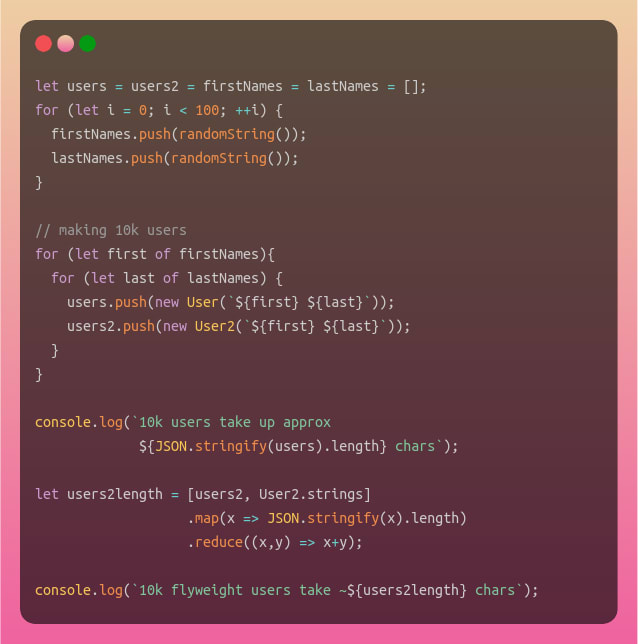 let users = users2 = firstNames = lastNames = [];
for (let i = 0; i < 100; ++i) {
  firstNames.push(randomString());
  lastNames.push(randomString());
}

// making 10k users
for (let first of firstNames){
  for (let last of lastNames) {
    users.push(new User(`${first} ${last}`));
    users2.push(new User2(`${first} ${last}`));
  }
}

console.log(`10k users take up approx
             ${JSON.stringify(users).length} chars`);

let users2length = [users2, User2.strings]
                   .map(x => JSON.stringify(x).length)
                   .reduce((x,y) => x+y);

console.log(`10k flyweight users take ~${users2length} chars`);